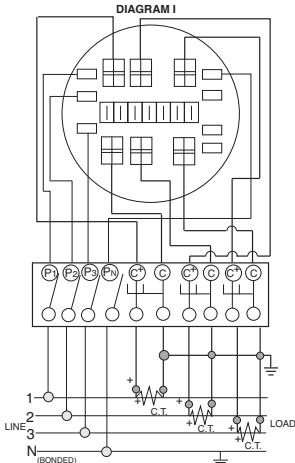 DIAGRAM I
P1 P2 P3 PN C+ C C+ C C+ C
+
1
+ C.T.
+
2
LINE
+ C.T.
+
LOAD
3
+ C.T.
N
(BONDED)